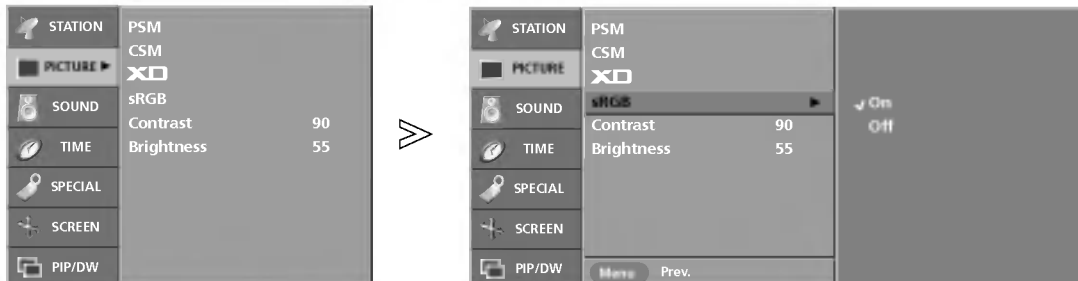 STATION
PICTURE
SOUND
TIME
SPECIAL
SCREEN
PIP/DW
PSM
CSM
XD
sRGB
Contrast 90
Brightness 55
STATION
PICTURE
SOUND
TIME
SPECIAL
SCREEN
PIP/DW
PSM
CSM
XD
sRGB
Contrast 90
Brightness 55
Menu Prev.
On
Off